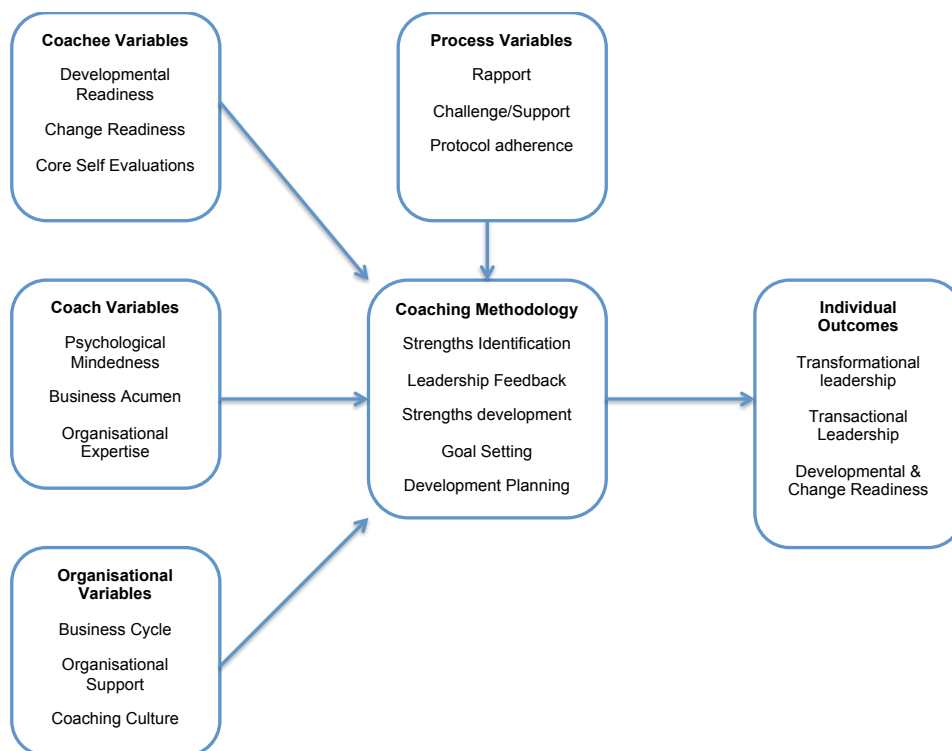 Coachee Variables
Developmental
Readiness
Change Readiness
Core Self Evaluations
Process Variables
Rapport
Challenge/Support
Protocol adherence
Coach Variables
Psychological
Mindedness
Business Acumen
Organisational
Expertise
Coaching Methodology
Strengths Identification
Leadership Feedback
Strengths development
Goal Setting
Development Planning
Individual
Outcomes
Transformational
leadership
Transactional
Leadership
Developmental &
Change Readiness
Organisational
Variables
Business Cycle
Organisational
Support
Coaching Culture